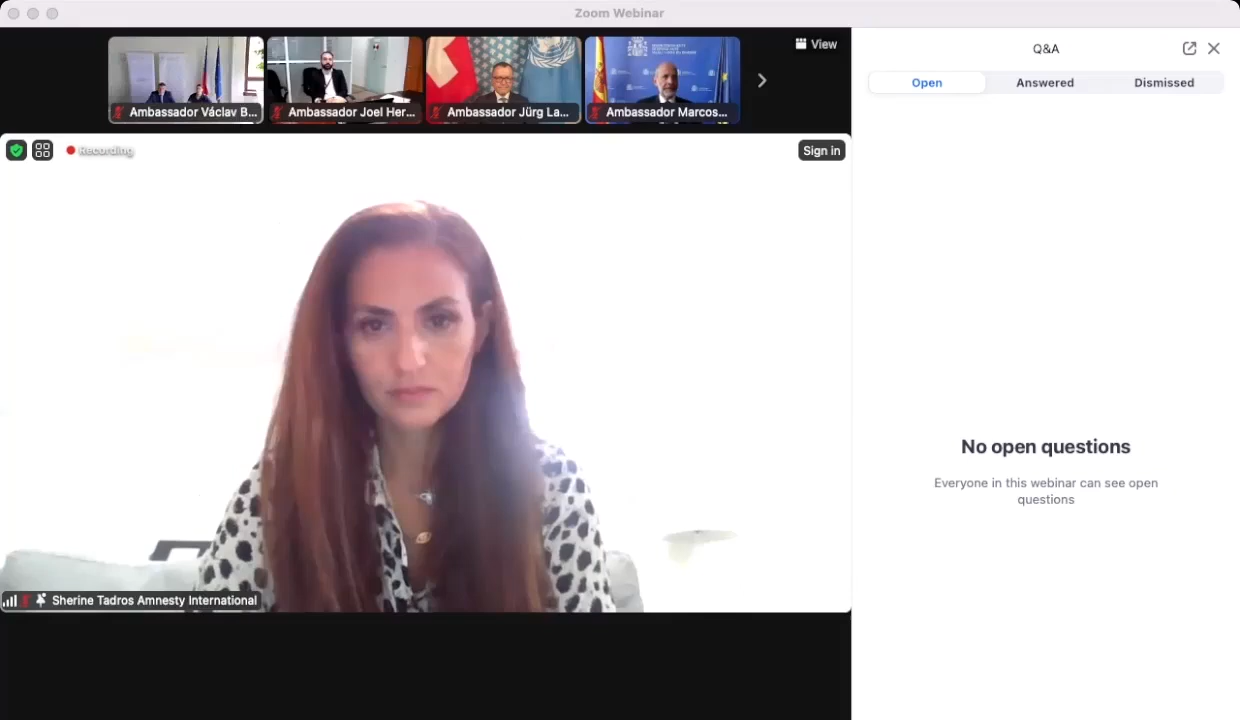 Zoom Webinar
View
Ambassador Václav B...
Ambassador Joel Her...
Ambassador Jürg La...
Ambassador Marcos...
Recording
Sign in
Sherine Tadros Amnesty International
Q&A
Open
Answered
Dismissed
No open questions
Everyone in this webinar can see open
questions